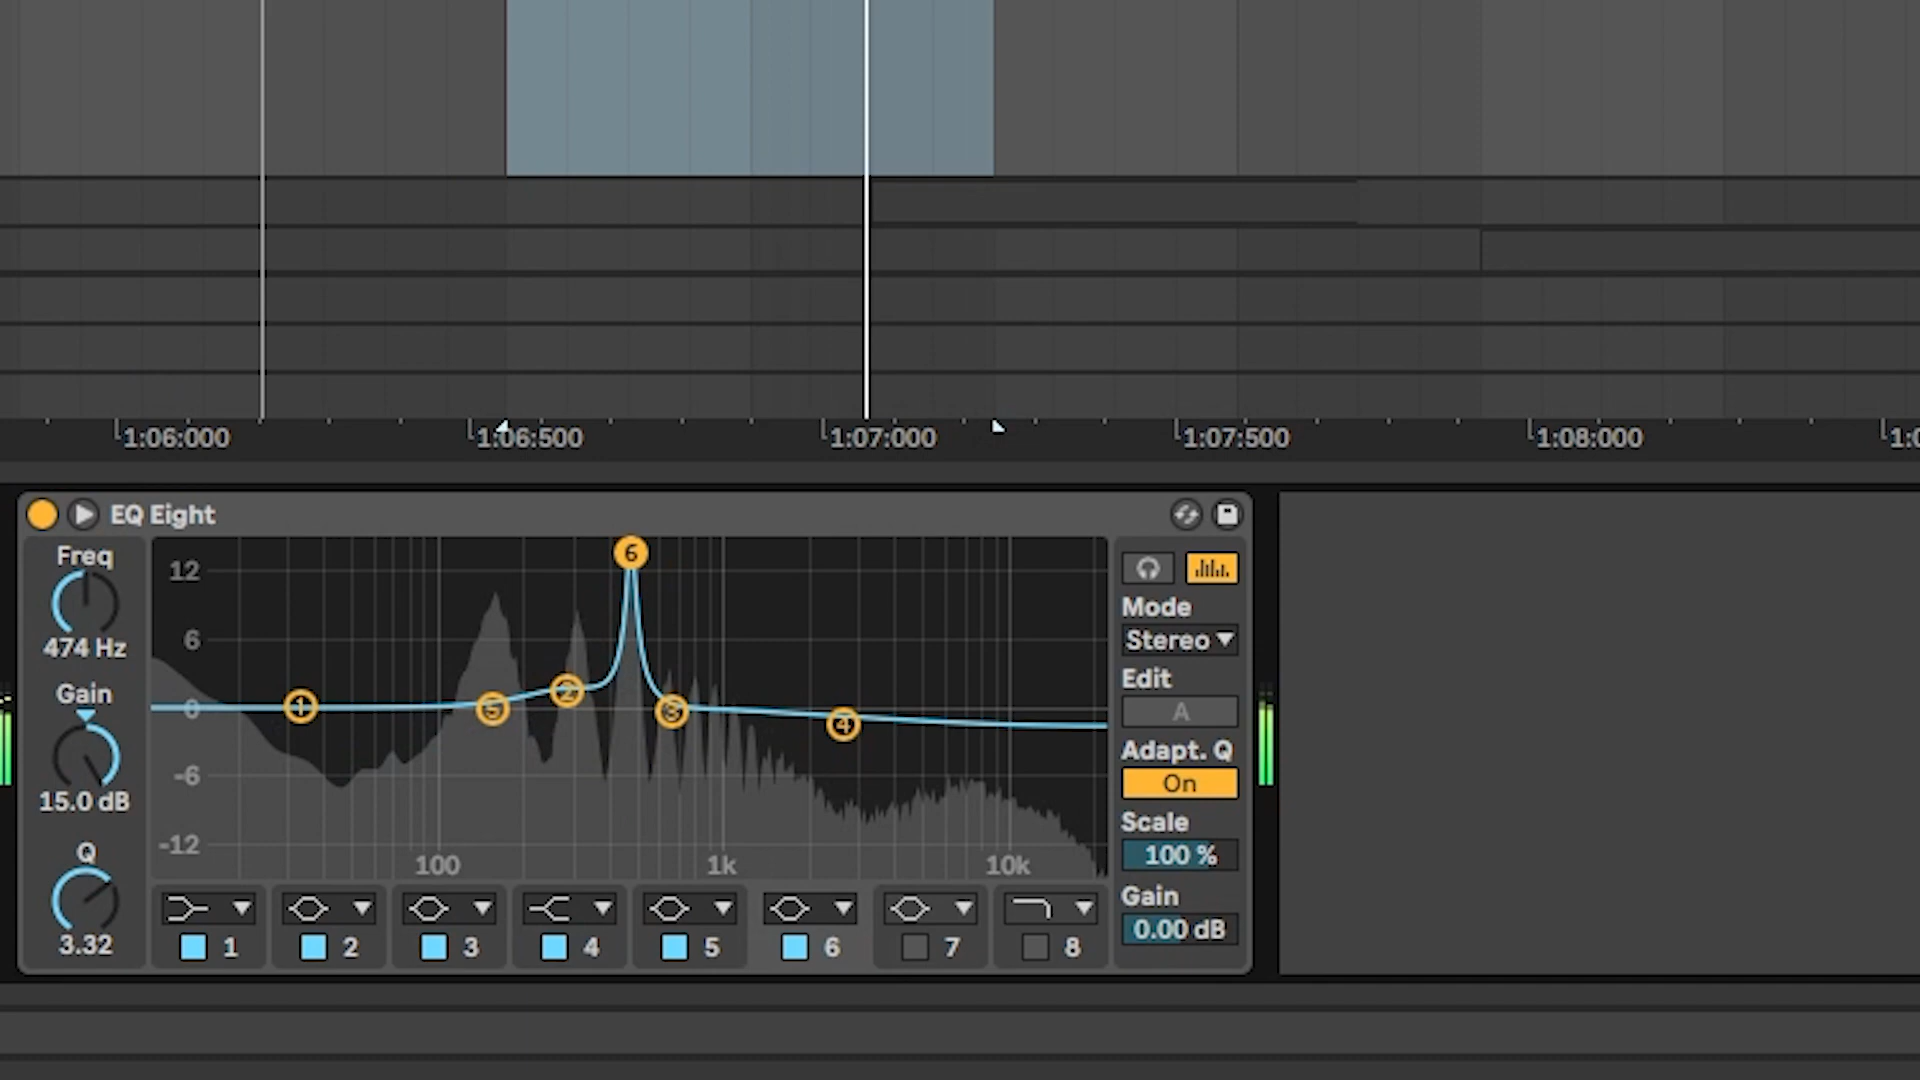 1:06:000 1:06:500 1:07:000 1:07:500 1:08:000 1:0
EQ Eight
Freq
474 Hz
Gain
15.0 dB
Q
3.32
12
6
0
-6
-12
100 1k 10k
6
1 5 2 3 4
1 2 3 4 5 6 7 8
Mode
Stereo
Edit
A
Adapt. Q
On
Scale
100 %
Gain
0.00 dB